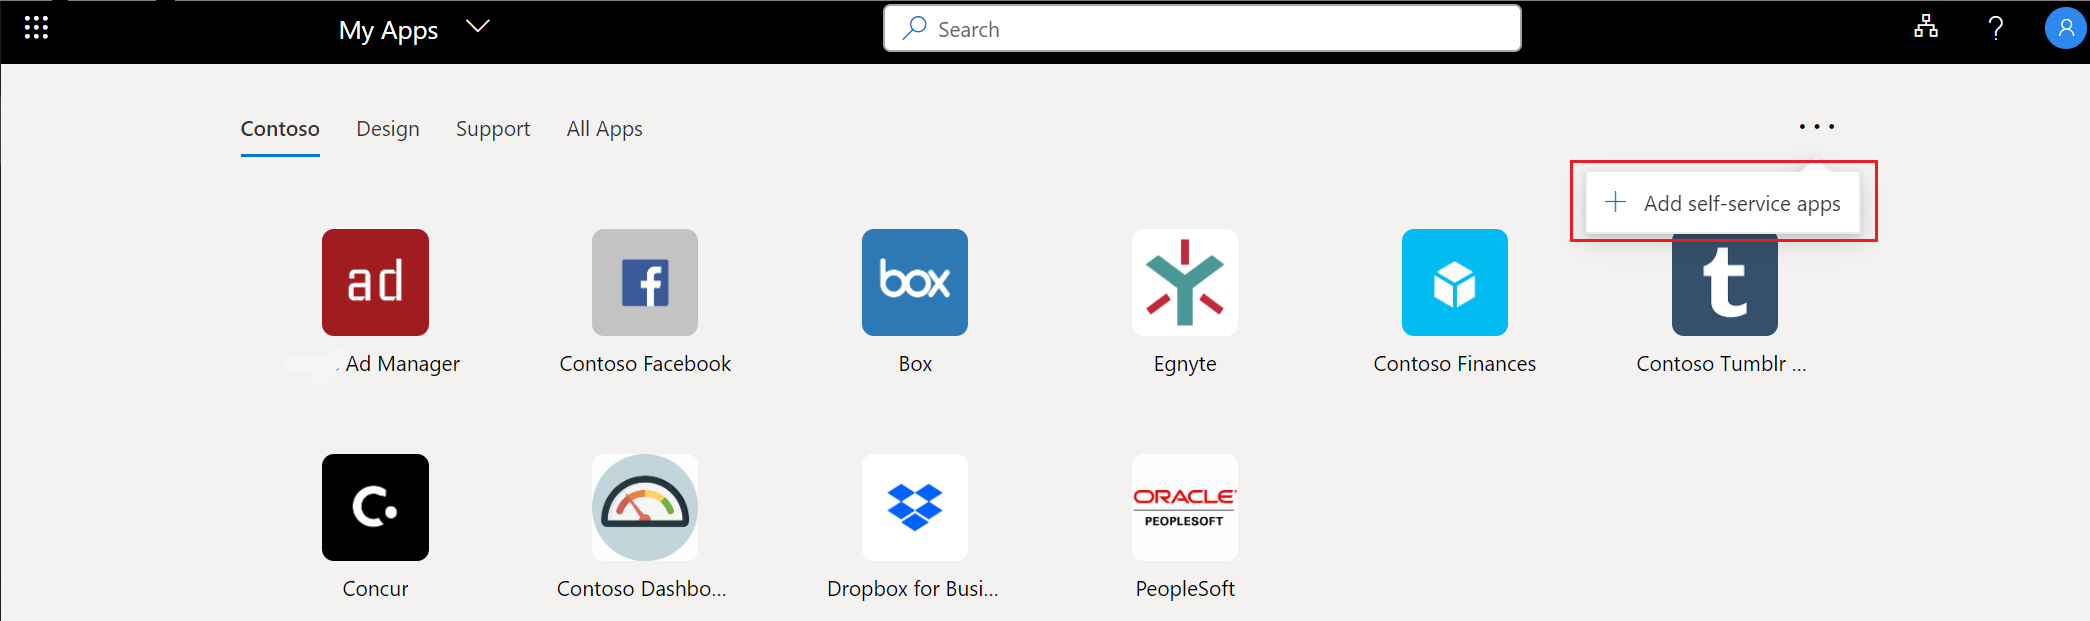 My Apps
Search
Contoso
Design
Support
All Apps
Add self-service apps
ad
f
box
t
Ad Manager
Contoso Facebook
Box
Egnyte
Contoso Finances
Contoso Tumblr ...
C.
ORACLE
PEOPLESOFT
Concur
Contoso Dashbo...
Dropbox for Busi...
PeopleSoft